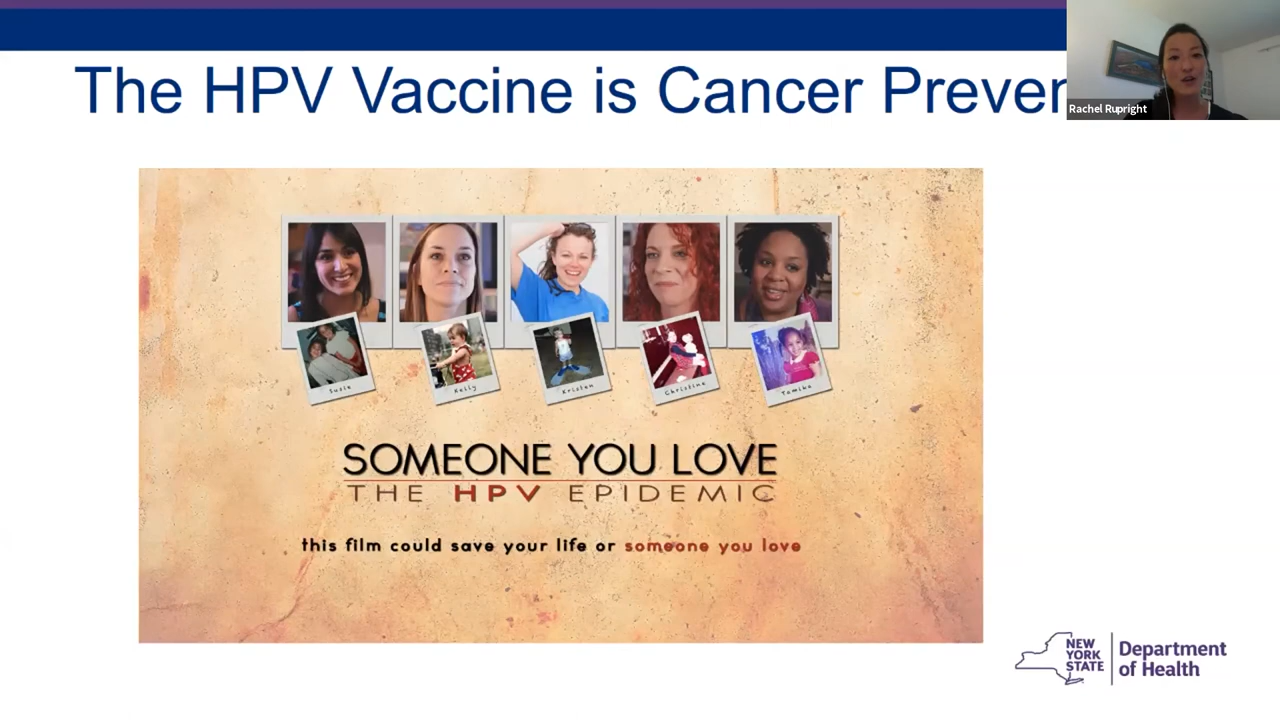 The HPV Vaccine is Cancer Preven
Rachel Rupright
Susie
Kelly
Kristen
Christine
Tamika
SOMEONE YOU LOVE
THE HPV EPIDEMIC
this film could save your life or someone you love
NEW
YORK
STATE
Department
of Health